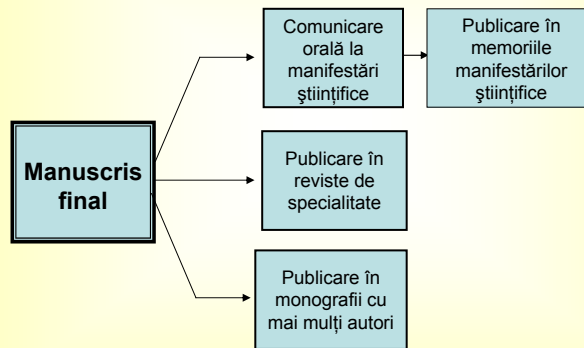 Comunicare
orală la
manifestări
ştiinţifice
Publicare în
memoriile
manifestărilor
ştiinţifice
Manuscris
final
Publicare în
reviste de
specialitate
Publicare în
monografii cu
mai mulţi autori